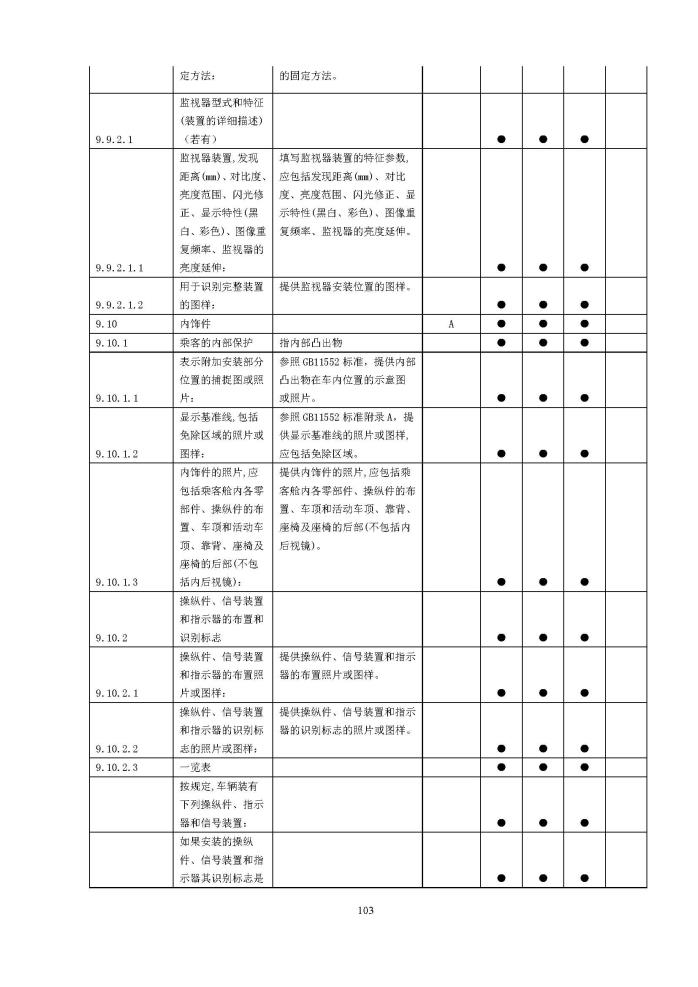 定方法： 的固定方法。
监视器型式和特征
(装置的详细描述)
9.9.2.1 （若有） ● ● ●
监视器装置,发现 填写监视器装置的特征参数,
距离(mm)、对比度、 应包括发现距离(mm)、对比
亮度范围、闪光修 度、亮度范围、闪光修正、显
正、显示特性(黑 示特性(黑白、彩色)、图像重
白、彩色)、图像重 复频率、监视器的亮度延伸。
复频率、监视器的
9.9.2.1.1 亮度延伸： ● ● ●
用于识别完整装置 提供监视器安装位置的图样。
9.9.2.1.2 的图样： ● ● ●
9.10 内饰件 A ● ● ●
9.10.1 乘客的内部保护 指内部凸出物 ● ● ●
表示附加安装部分 参照 GB11552 标准，提供内部
位置的捕捉图或照 凸出物在车内位置的示意图
9.10.1.1 片： 或照片。 ● ● ●
显示基准线,包括 参照 GB11552 标准附录 A，提
免除区域的照片或 供显示基准线的照片或图样,
9.10.1.2 图样： 应包括免除区域。 ● ● ●
内饰件的照片,应 提供内饰件的照片,应包括乘
包括乘客舱内各零 客舱内各零部件、操纵件的布
部件、操纵件的布 置、车顶和活动车顶、靠背、
置、车顶和活动车 座椅及座椅的后部(不包括内
项、靠背、座椅及 后视镜)。
座椅的后部(不包
9.10.1.3 括内后视镜)： ● ● ●
操纵件、信号装置
和指示器的布置和
9.10.2 识别标志 ● ● ●
操纵件、信号装置 提供操纵件、信号装置和指示
和指示器的布置照 器的布置照片或图样。
9.10.2.1 片或图样： ● ● ●
操纵件、信号装置 提供操纵件、信号装置和指示
和指示器的识别标 器的识别标志的照片或图样。
9.10.2.2 志的照片或图样； ● ● ●
9.10.2.3 一览表 ● ● ●
按规定,车辆装有
下列操纵件、指示
器和信号装置： ● ● ●
如果安装的操纵
件、信号装置和指
示器其识别标志是 ● ● ●
103